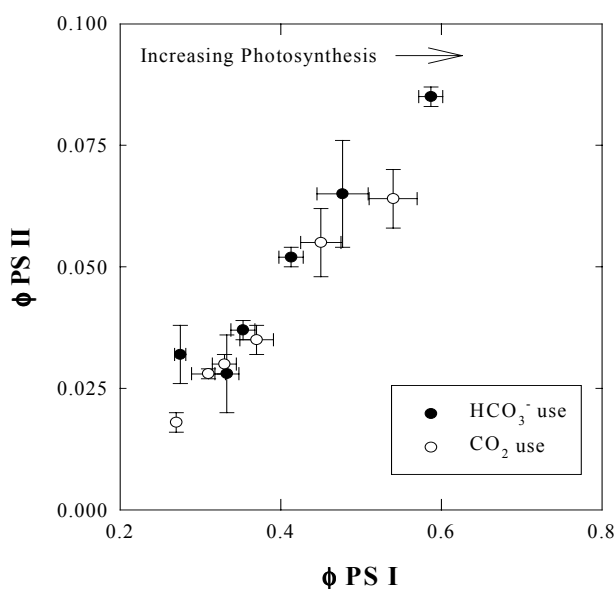 0.100
Increasing Photosynthesis
0.075
0.050
0.025
0.000
ϕ PS II
HCO₃⁻ use
CO₂ use
0.2 0.4 0.6 0.8
ϕ PS I